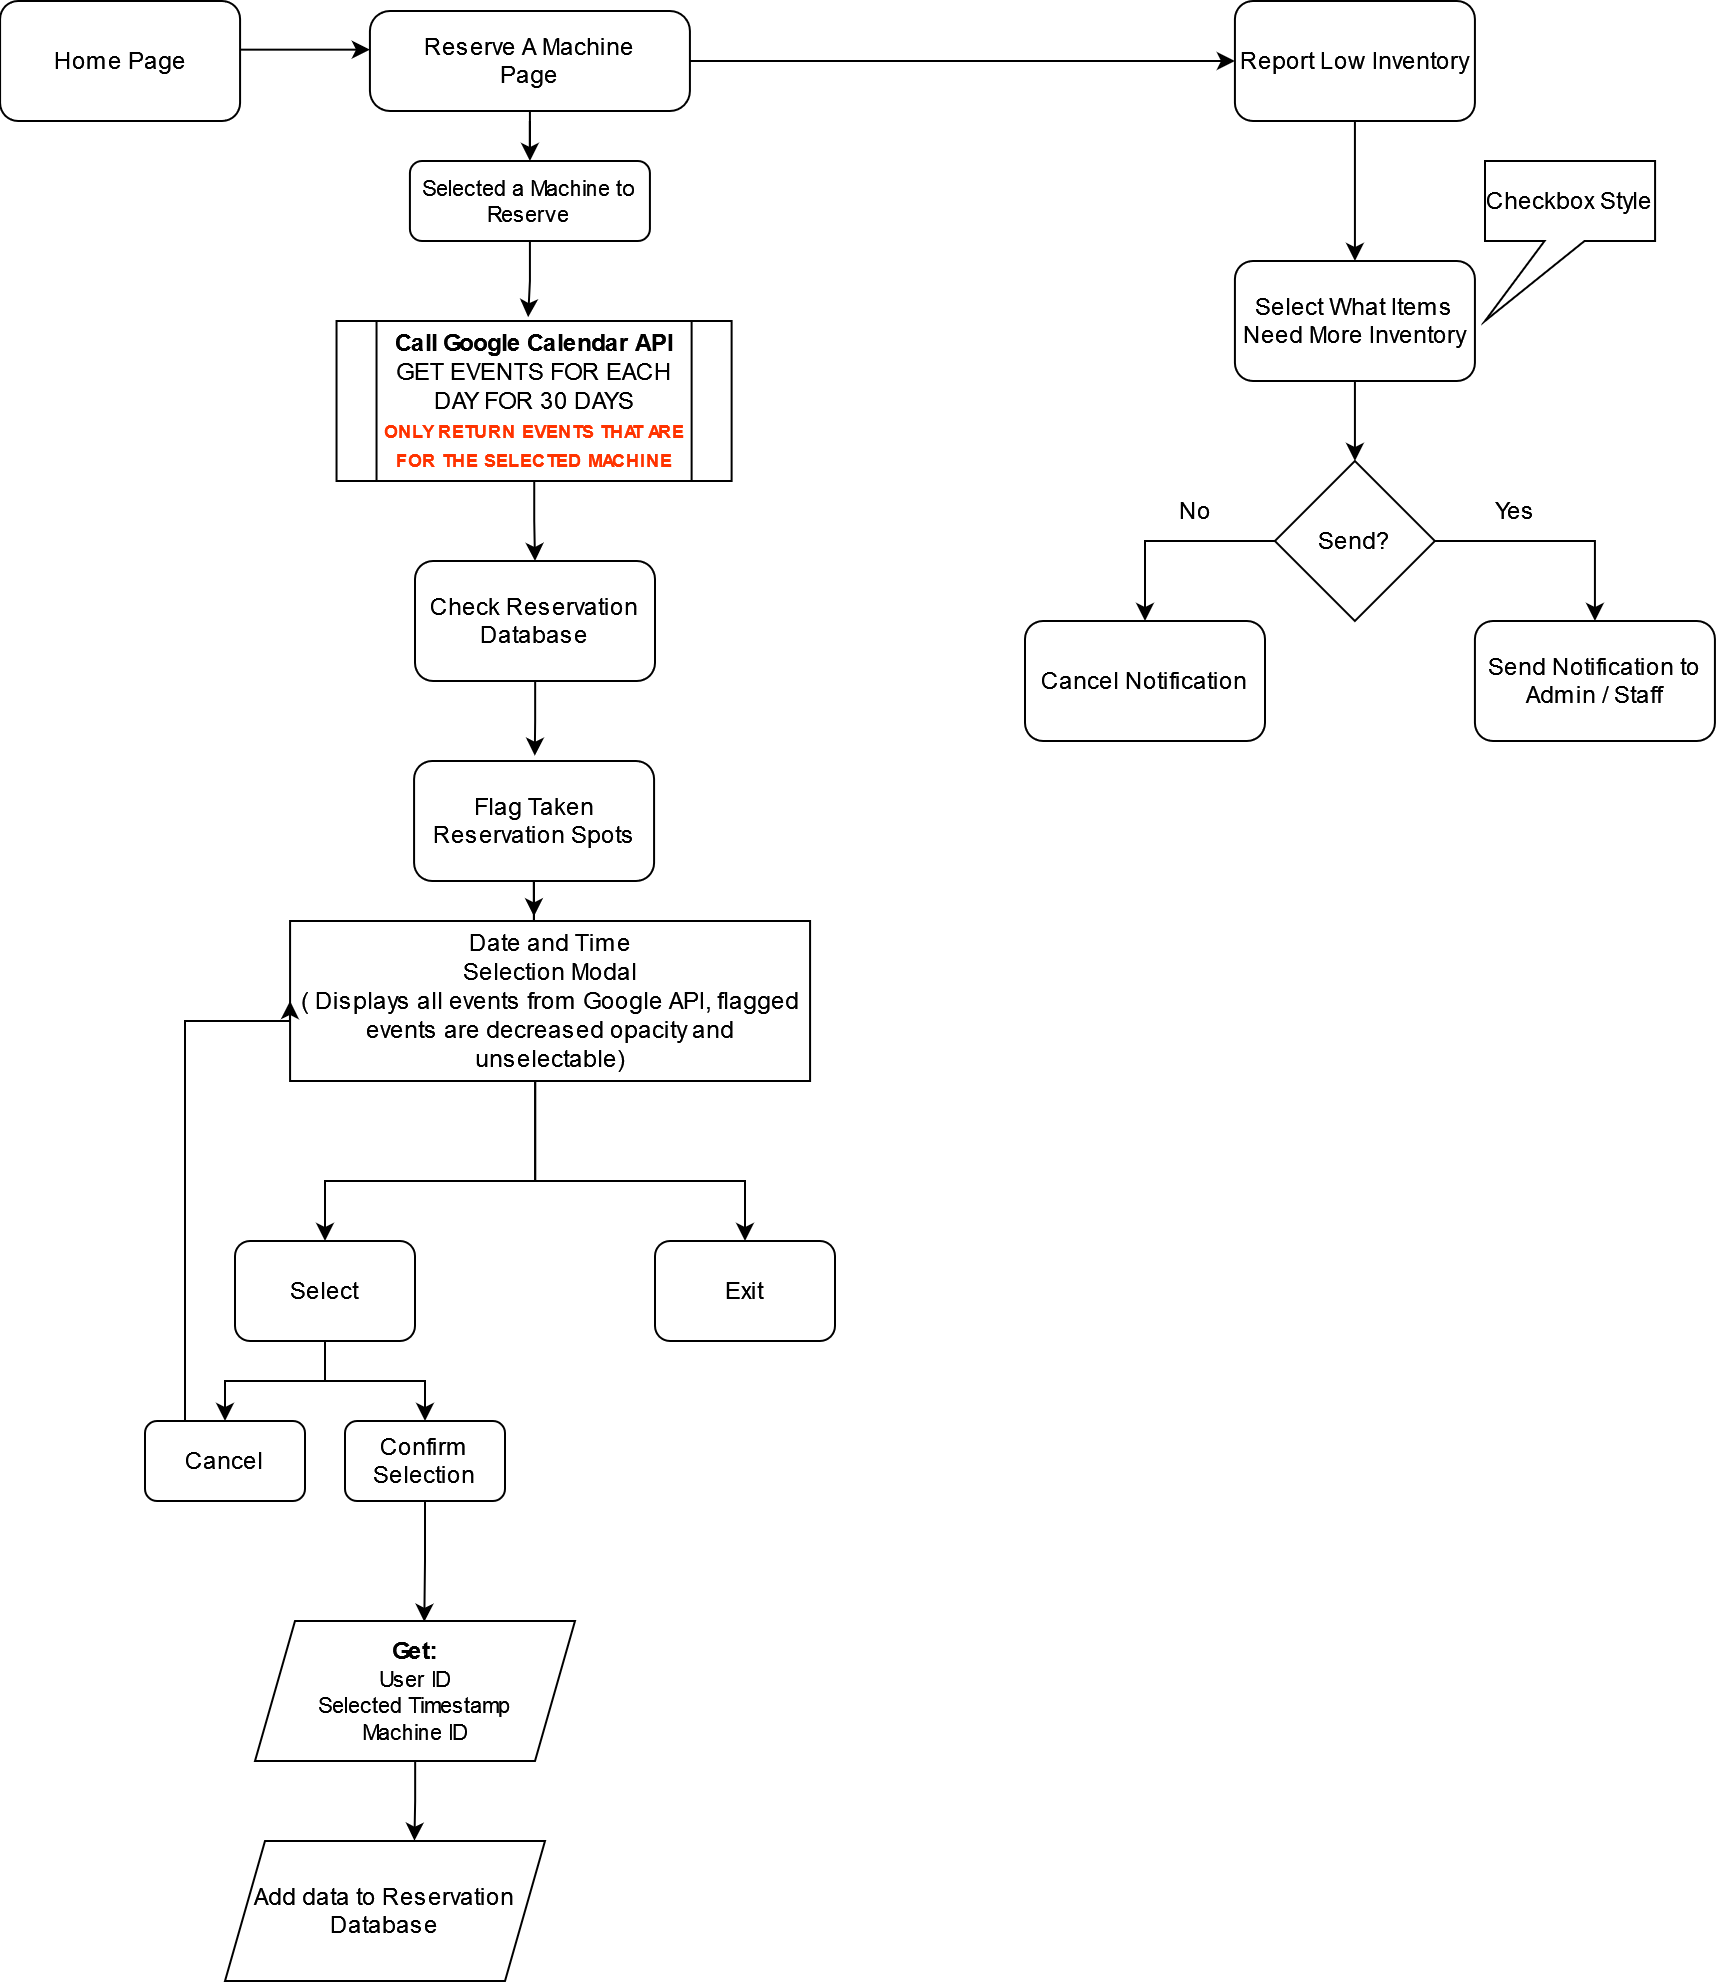 Home Page
Reserve A Machine
Page
Report Low Inventory
Selected a Machine to
Reserve
Checkbox Style
Call Google Calendar API
GET EVENTS FOR EACH
DAY FOR 30 DAYS
ONLY RETURN EVENTS THAT ARE
FOR THE SELECTED MACHINE
Select What Items
Need More Inventory
No
Yes
Send?
Check Reservation
Database
Cancel Notification
Send Notification to
Admin / Staff
Flag Taken
Reservation Spots
Date and Time
Selection Modal
( Displays all events from Google API, flagged
events are decreased opacity and
unselectable)
Select
Exit
Cancel
Confirm
Selection
Get:
User ID
Selected Timestamp
Machine ID
Add data to Reservation
Database